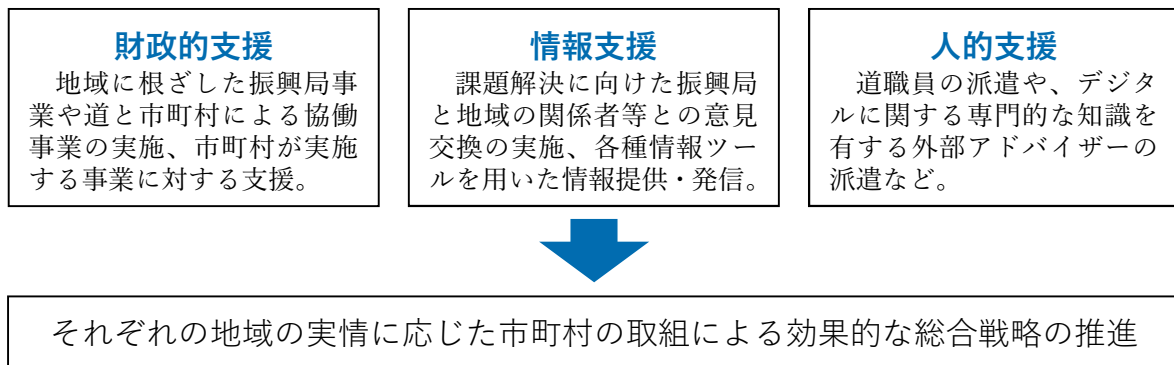 財政的支援
地域に根ざした振興局事
業や道と市町村による協働
事業の実施、市町村が実施
する事業に対する支援。
情報支援
課題解決に向けた振興局
と地域の関係者等との意見
交換の実施、各種情報ツー
ルを用いた情報提供・発信。
人的支援
道職員の派遣や、デジタ
ルに関する専門的な知識を
有する外部アドバイザーの
派遣など。
それぞれの地域の実情に応じた市町村の取組による効果的な総合戦略の推進